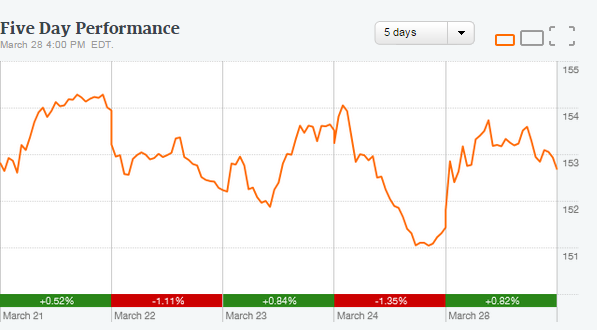 Five Day Performance
March 28 4:00 PM EDT.
5 days
155
154
153
152
151
+0.52% -1.11% +0.84% -1.35% +0.82%
March 21 March 22 March 23 March 24 March 28